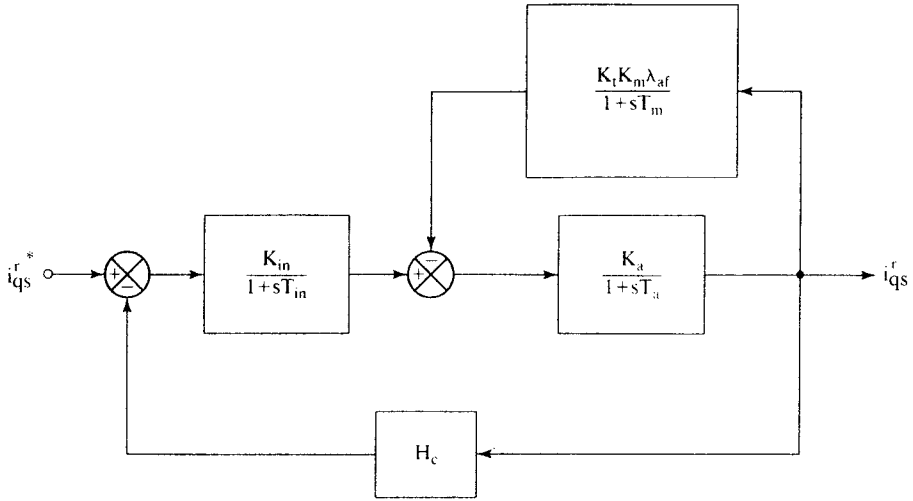 K_t K_m λ_af
1 + sT_m
i_qs^r*
+
−
K_in
1 + sT_in
−
+
K_a
1 + sT_a
i_qs^r
H_c